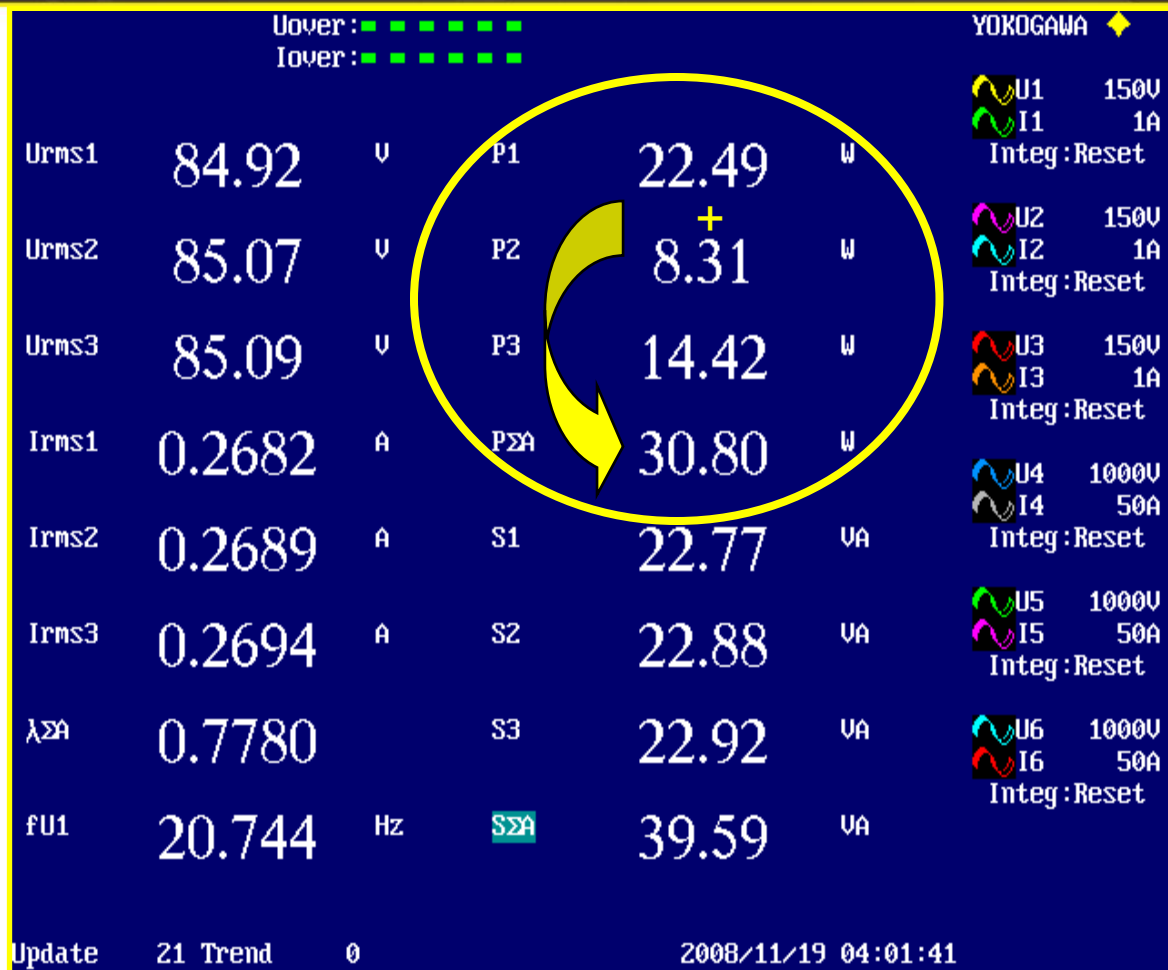 Uover:
YOKOGAWA
Iover:
U1 150V
I1 1A
Integ:Reset
Urms1 84.92 V P1 22.49 W
+
U2 150V
I2 1A
Integ:Reset
Urms2 85.07 V P2 8.31 W
U3 150V
I3 1A
Integ:Reset
Urms3 85.09 V P3 14.42 W
Irms1 0.2682 A PΣA 30.80 W
U4 1000V
I4 50A
Integ:Reset
Irms2 0.2689 A S1 22.77 VA
U5 1000V
I5 50A
Integ:Reset
Irms3 0.2694 A S2 22.88 VA
λΣA 0.7780 S3 22.92 VA
U6 1000V
I6 50A
Integ:Reset
fU1 20.744 Hz SΣA 39.59 VA
Update 21 Trend 0 2008/11/19 04:01:41